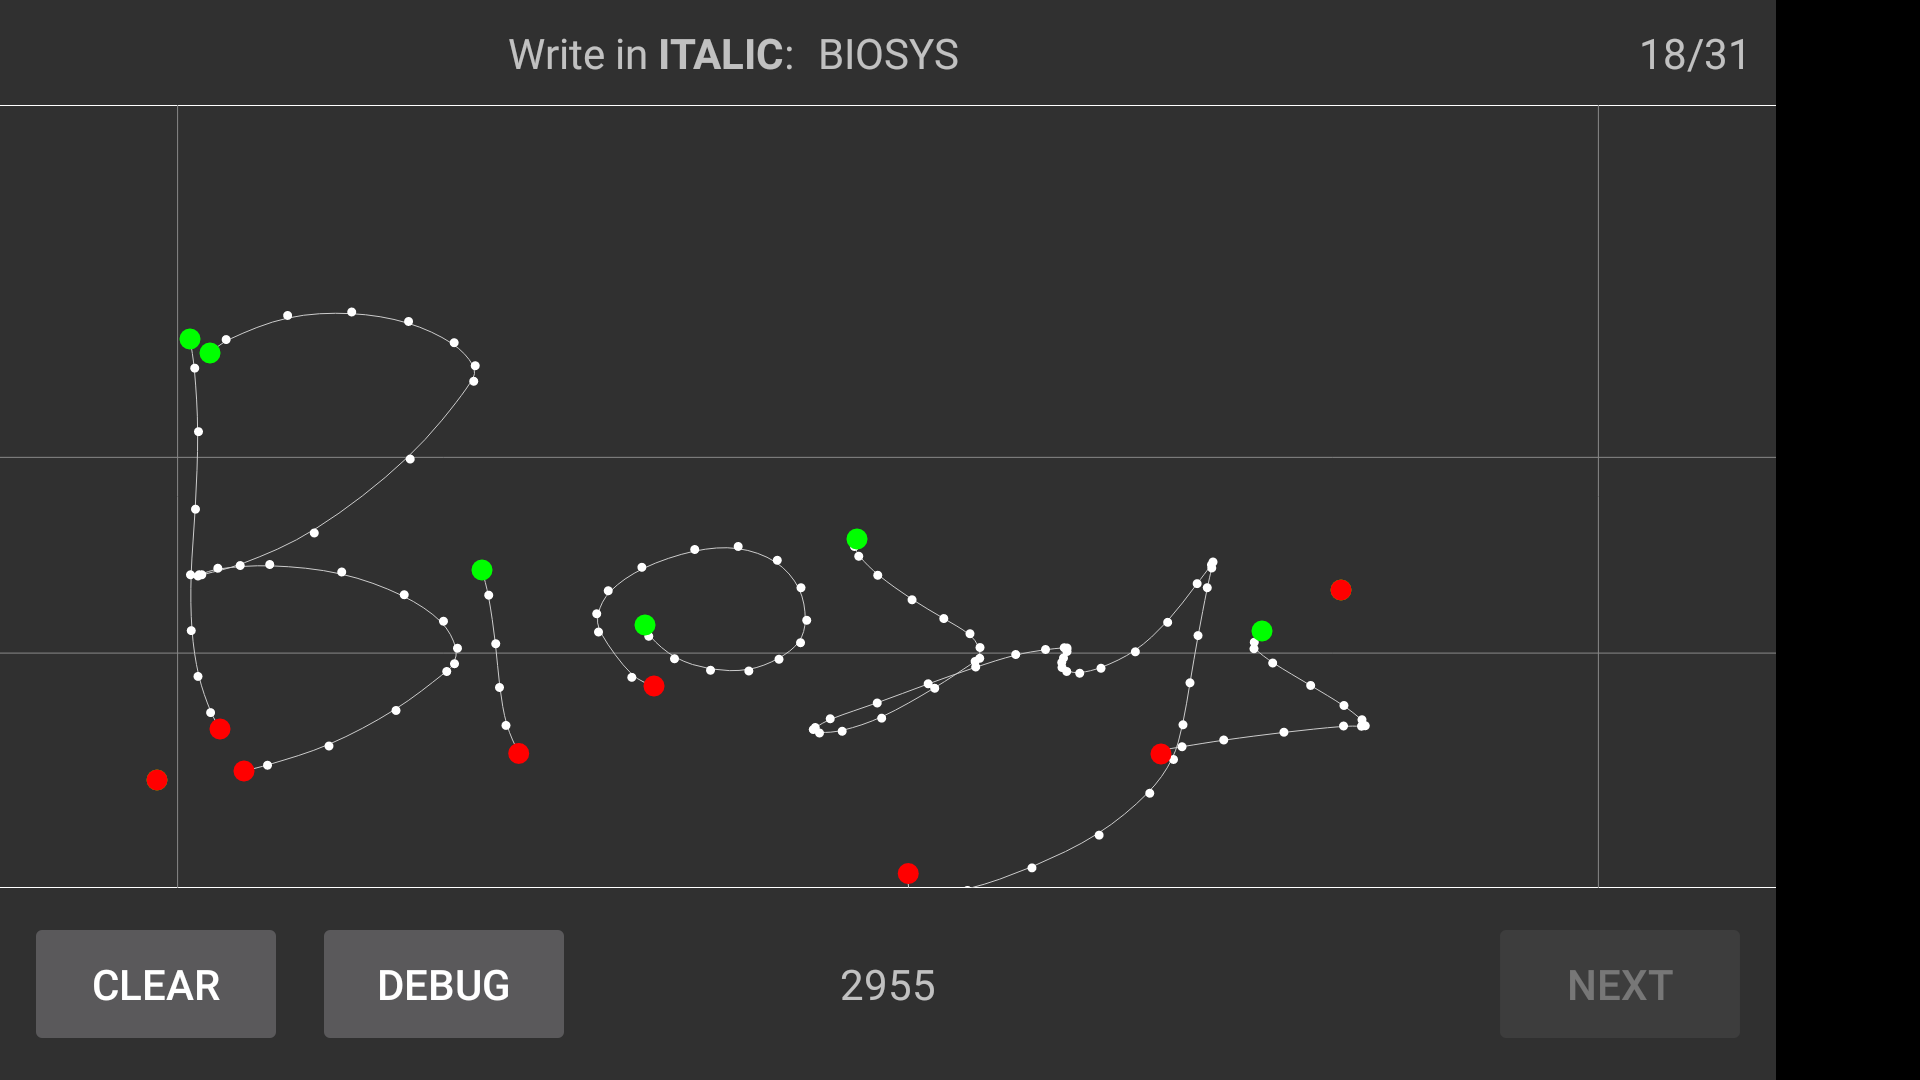 Write in ITALIC: BIOSYS
18/31
Biosys
CLEAR
DEBUG
2955
NEXT